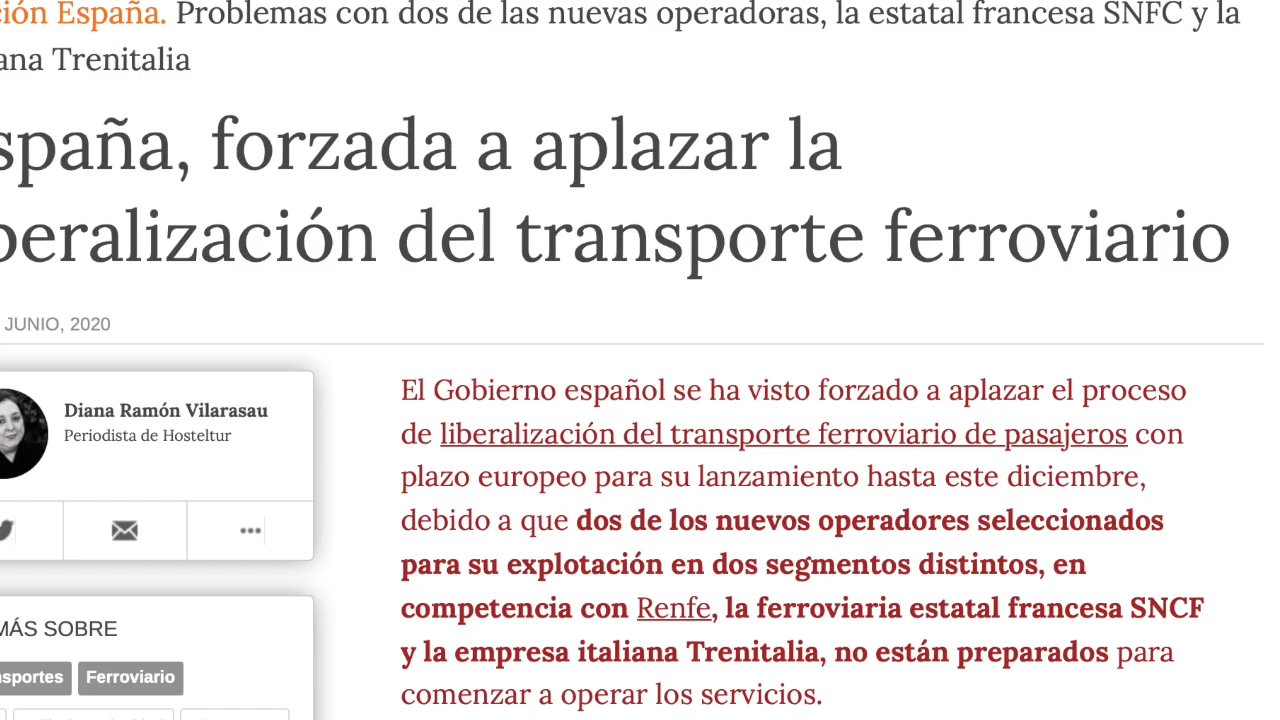 ión España. Problemas con dos de las nuevas operadoras, la estatal francesa SNFC y la
ana Trenitalia
spaña, forzada a aplazar la
beralización del transporte ferroviario
JUNIO, 2020
Diana Ramón Vilarasau
Periodista de Hosteltur
MÁS SOBRE
nsportes Ferroviario
El Gobierno español se ha visto forzado a aplazar el proceso
de liberalización del transporte ferroviario de pasajeros con
plazo europeo para su lanzamiento hasta este diciembre,
debido a que dos de los nuevos operadores seleccionados
para su explotación en dos segmentos distintos, en
competencia con Renfe, la ferroviaria estatal francesa SNCF
y la empresa italiana Trenitalia, no están preparados para
comenzar a operar los servicios.